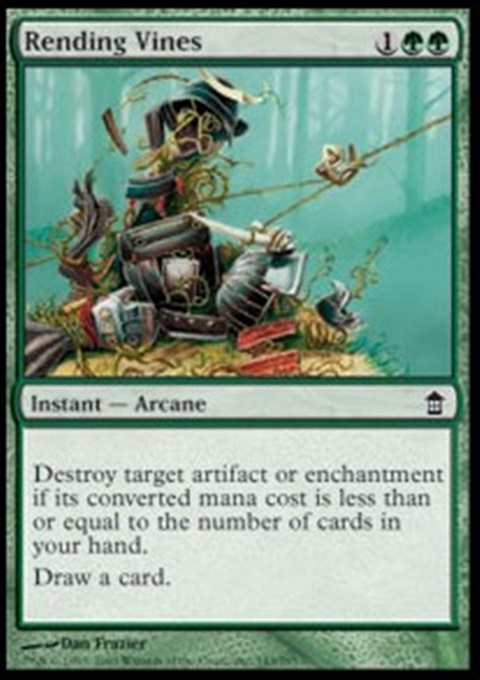 Rending Vines 1
Instant — Arcane
Destroy target artifact or enchantment
if its converted mana cost is less than
or equal to the number of cards in
your hand.
Draw a card.
Dan Frazier